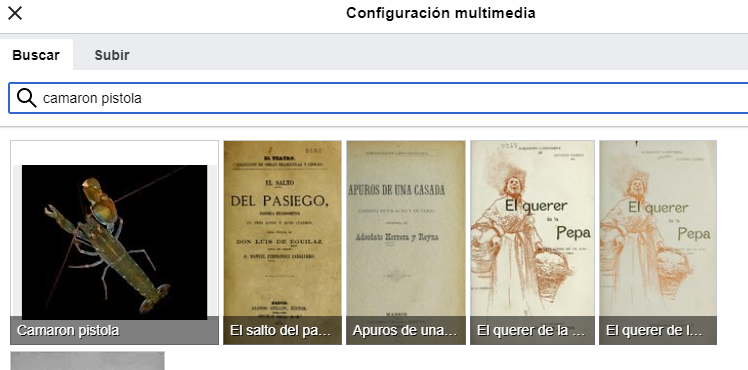 Configuración multimedia
Buscar
Subir
camaron pistola
EL TEATRO.
EL SALTO
DEL PASIEGO,
DON LUIS DE EGUILAZ,
APUROS DE UNA CASADA
Adeodato Herrera y Reyna
MADRID
El querer
de la
Pepa
El querer
de la
Pepa
Camaron pistola
El salto del pa...
Apuros de una...
El querer de la ...
El querer de l...